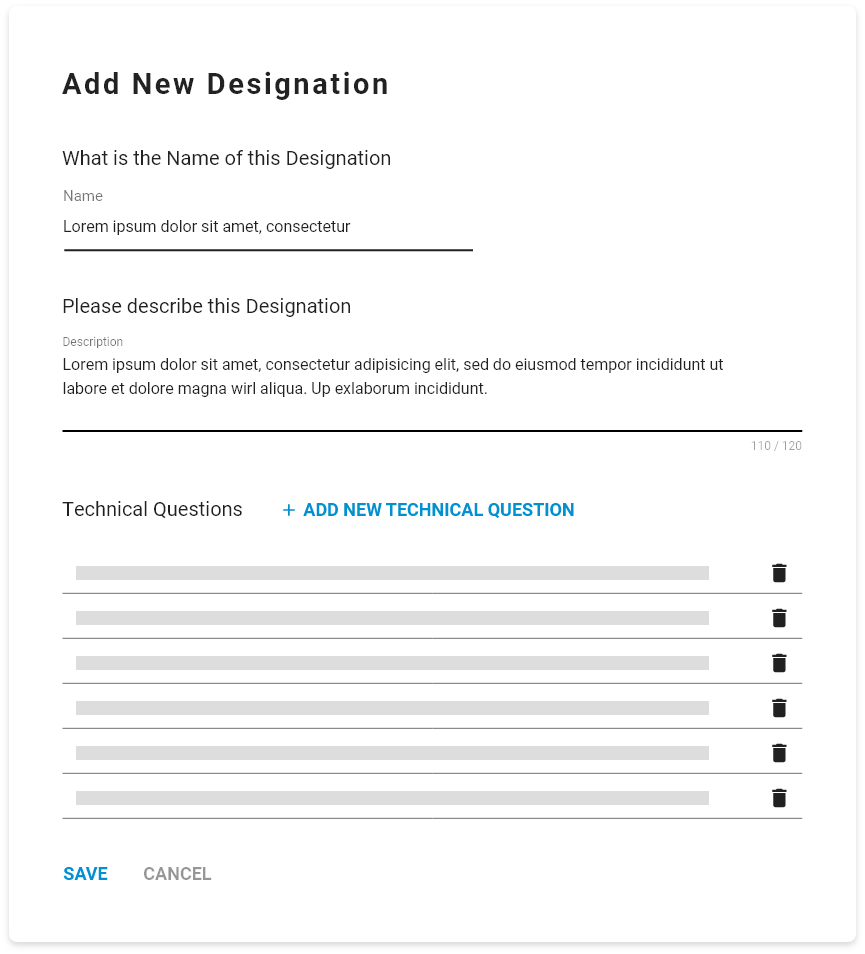 Add New Designation
What is the Name of this Designation
Name
Lorem ipsum dolor sit amet, consectetur
Please describe this Designation
Description
Lorem ipsum dolor sit amet, consectetur adipisicing elit, sed do eiusmod tempor incididunt ut
labore et dolore magna wirl aliqua. Up exlaborum incididunt.
110 / 120
Technical Questions + ADD NEW TECHNICAL QUESTION
SAVE CANCEL